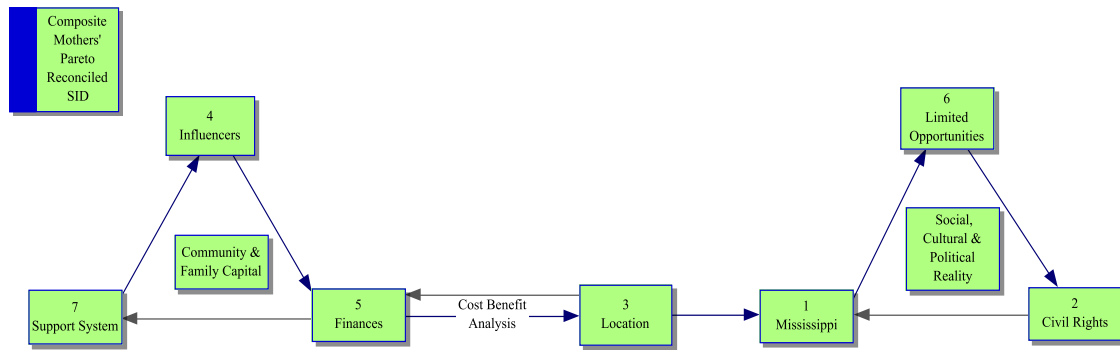 Composite
Mothers'
Pareto
Reconciled
SID
4
Influencers
6
Limited
Opportunities
Community &
Family Capital
Social,
Cultural &
Political
Reality
7
Support System
5
Finances
Cost Benefit
Analysis
3
Location
1
Mississippi
2
Civil Rights